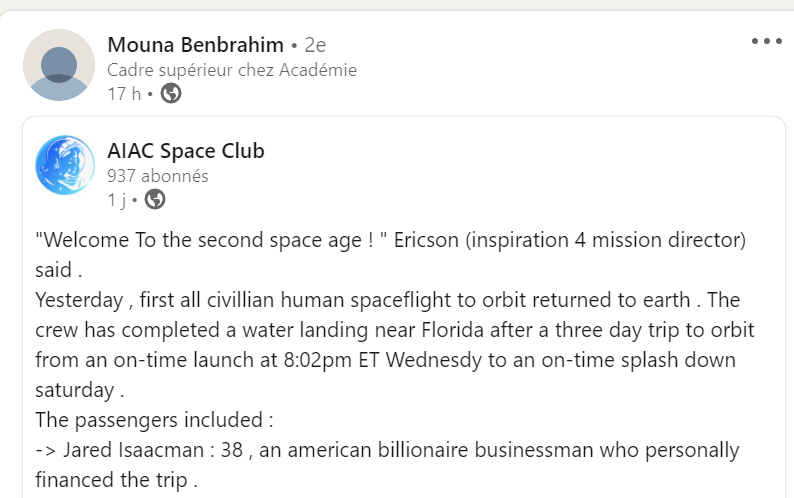 Mouna Benbrahim • 2e
Cadre supérieur chez Académie
17 h •
AIAC Space Club
937 abonnés
1 j •
"Welcome To the second space age ! " Ericson (inspiration 4 mission director)
said .
Yesterday , first all civillian human spaceflight to orbit returned to earth . The
crew has completed a water landing near Florida after a three day trip to orbit
from an on-time launch at 8:02pm ET Wednesdy to an on-time splash down
saturday .
The passengers included :
-> Jared Isaacman : 38 , an american billionaire businessman who personally
financed the trip .